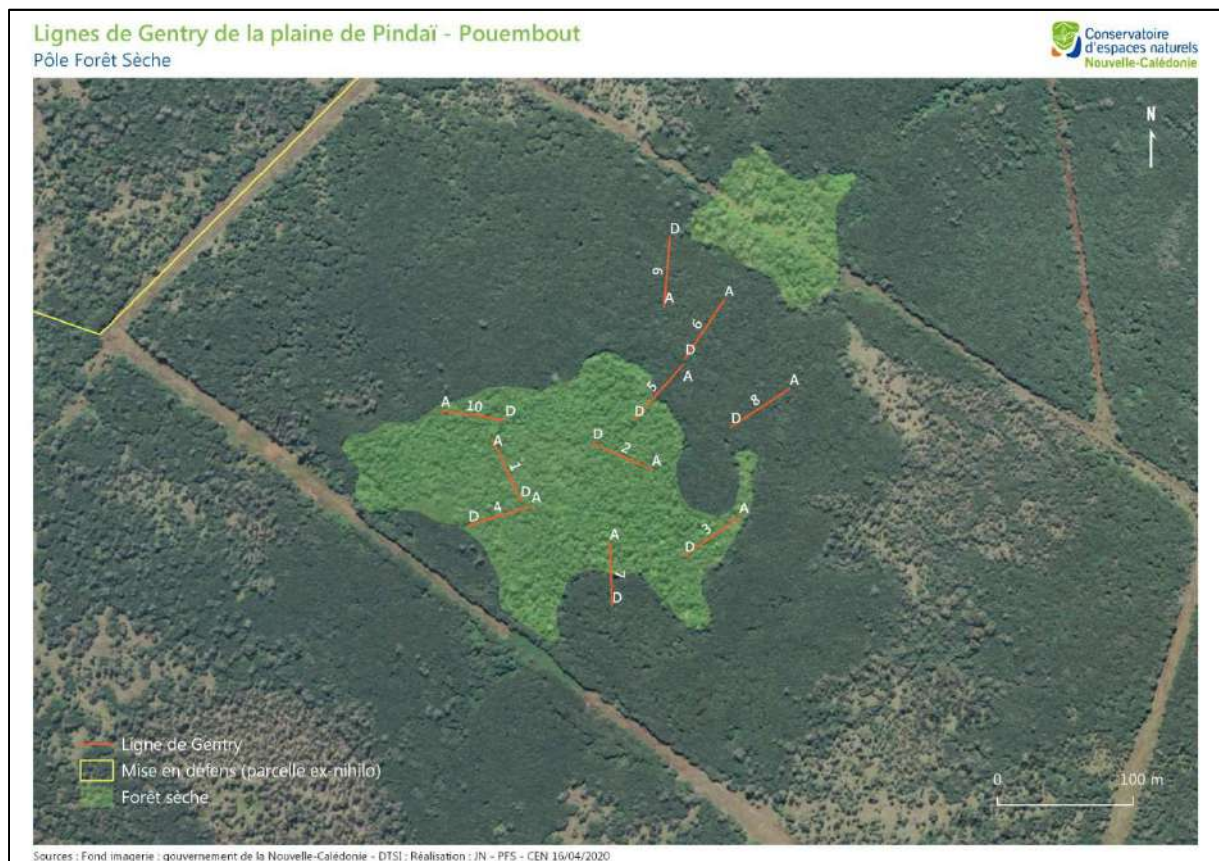 Lignes de Gentry de la plaine de Pindaï - Pouembout
Pôle Forêt Sèche
Conservatoire
d'espaces naturels
Nouvelle-Calédonie
N
D
9
A
A
6
D
A
5
D
A
8
D
A
10
D
D
2
A
A
1
D
A
4
D
A
3
D
A
7
D
Ligne de Gentry
Mise en défens (parcelle ex-nihilo)
Forêt sèche
0
100 m
Sources : Fond imagerie : gouvernement de la Nouvelle-Calédonie - DTSI ; Réalisation : JN - PFS - CEN 16/04/2020